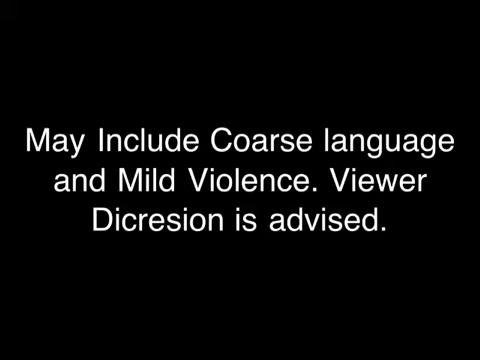 May Include Coarse language
and Mild Violence. Viewer
Dicresion is advised.